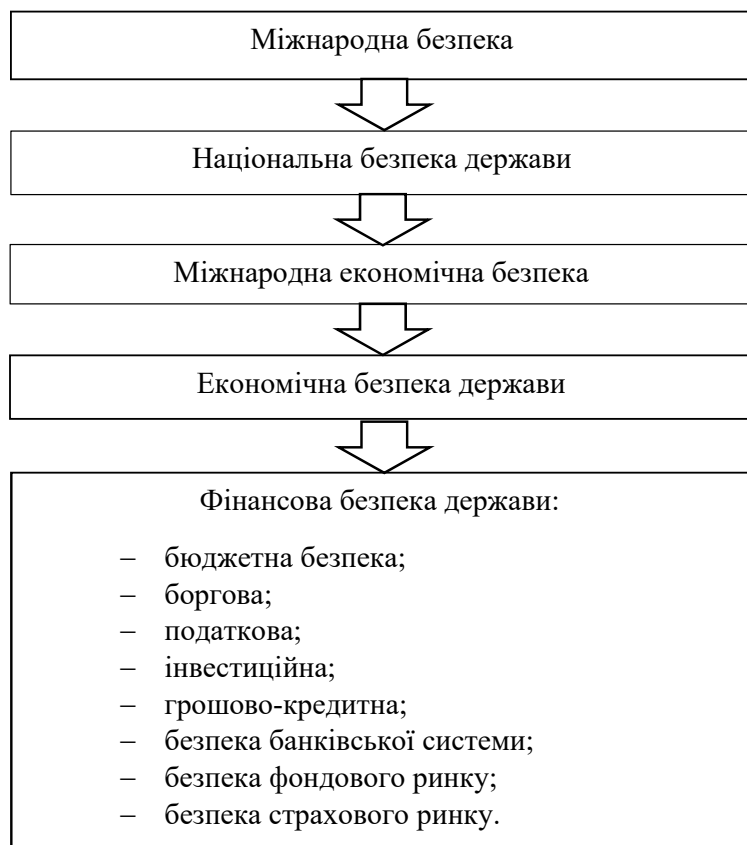 Міжнародна безпека
Національна безпека держави
Міжнародна економічна безпека
Економічна безпека держави
Фінансова безпека держави:
– бюджетна безпека;
– боргова;
– податкова;
– інвестиційна;
– грошово-кредитна;
– безпека банківської системи;
– безпека фондового ринку;
– безпека страхового ринку.